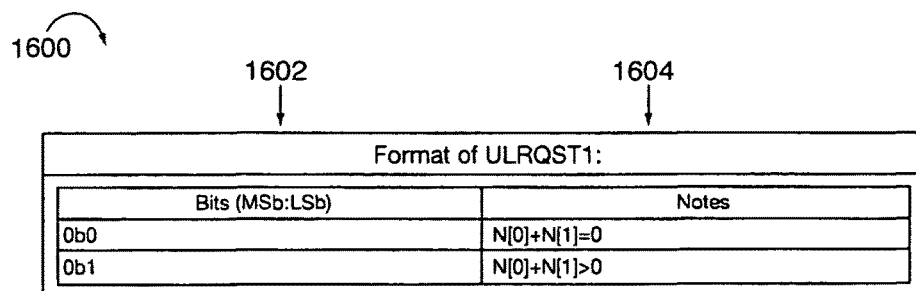 1600
1602 1604
Format of ULRQST1:
Bits (MSb:LSb) Notes
0b0 N[0]+N[1]=0
0b1 N[0]+N[1]>0